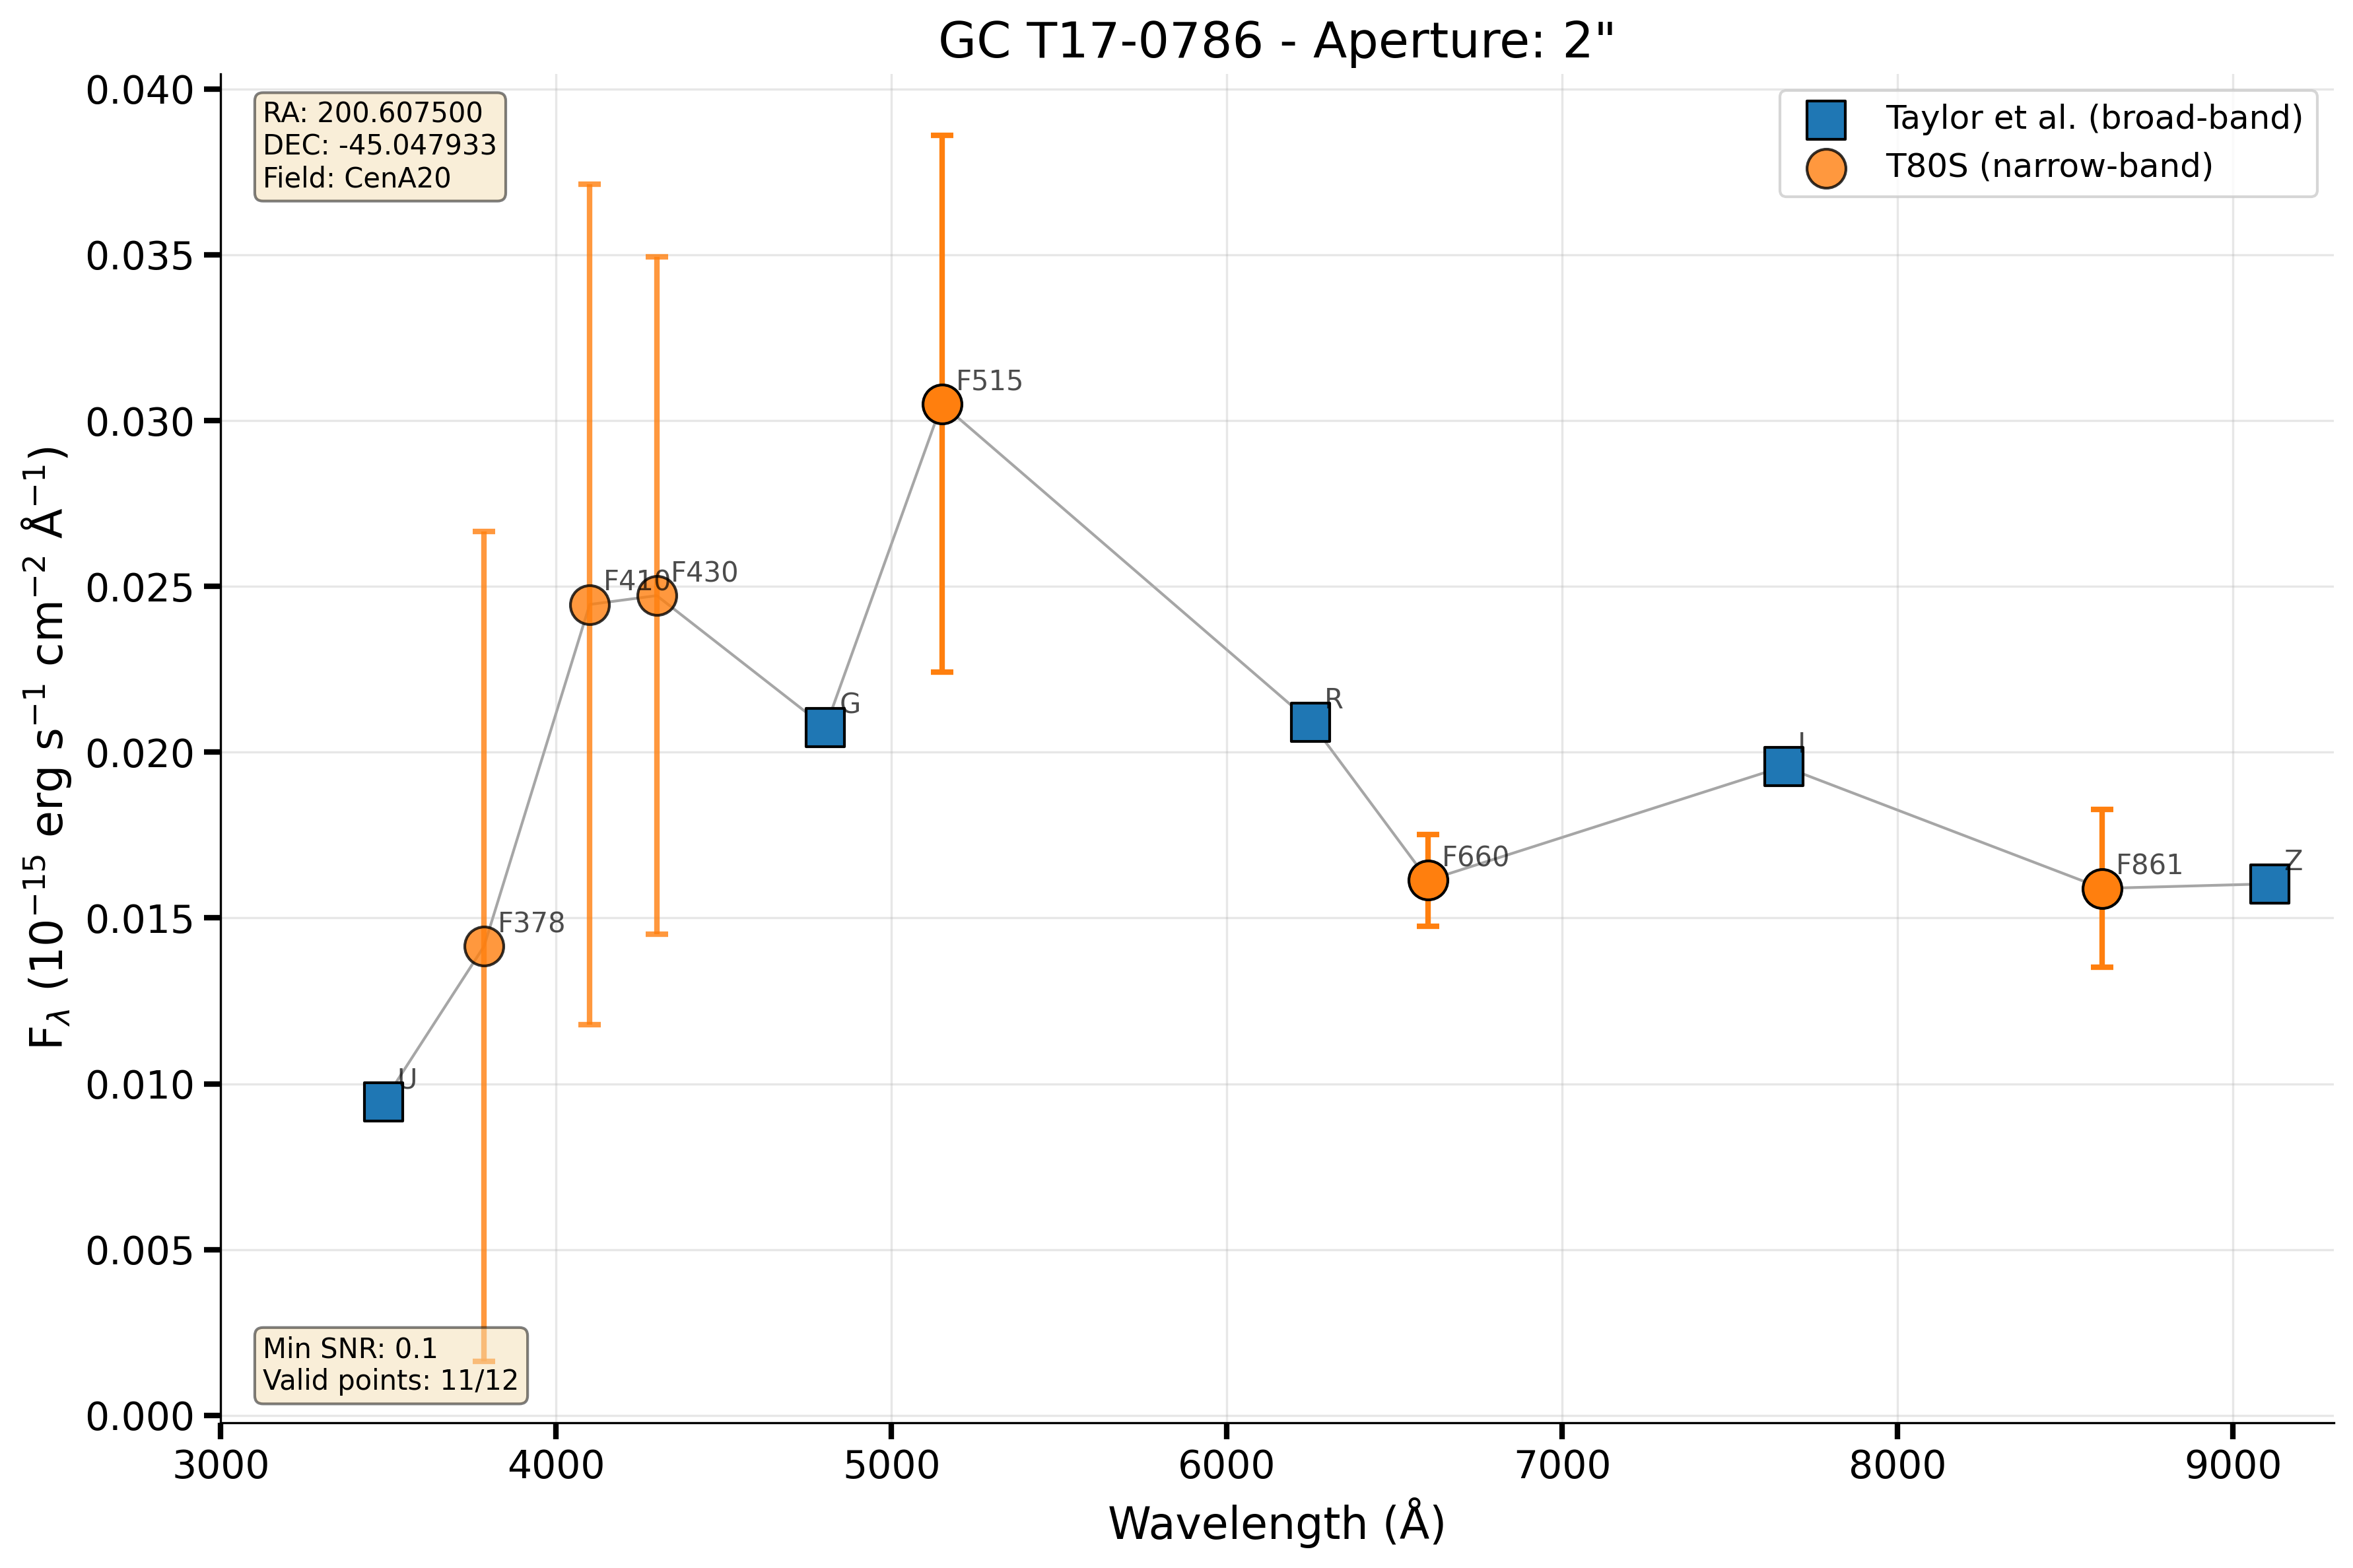 GC T17-0786 - Aperture: 2"
RA: 200.607500
DEC: -45.047933
Field: CenA20
Taylor et al. (broad-band)
T80S (narrow-band)
0.040
0.035
0.030
0.025
0.020
0.015
0.010
0.005
0.000
F_λ (10⁻¹⁵ erg s⁻¹ cm⁻² Å⁻¹)
U
F378
F410
F430
G
F515
R
F660
I
F861
Z
Min SNR: 0.1
Valid points: 11/12
3000 4000 5000 6000 7000 8000 9000
Wavelength (Å)